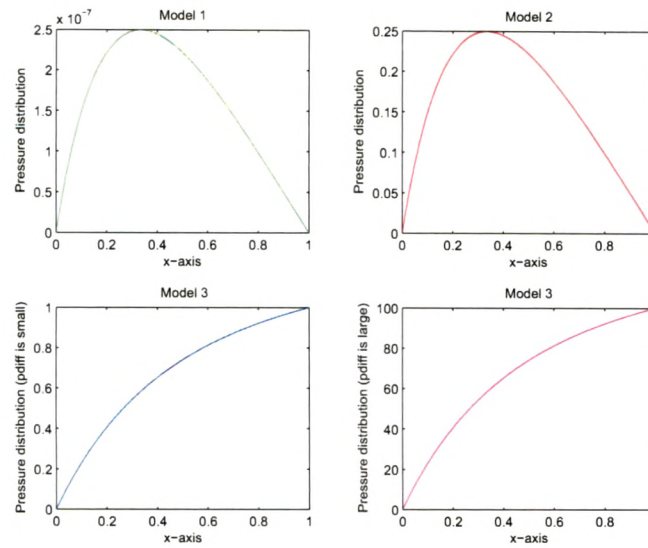 Model 1
x 10⁻⁷
2.5
2
1.5
1
0.5
0
0 0.2 0.4 0.6 0.8 1
Pressure distribution
x-axis
Model 2
0.25
0.2
0.15
0.1
0.05
0
0 0.2 0.4 0.6 0.8
Pressure distribution
x-axis
Model 3
1
0.8
0.6
0.4
0.2
0
0 0.2 0.4 0.6 0.8 1
Pressure distribution (pdiff is small)
x-axis
Model 3
100
80
60
40
20
0
0 0.2 0.4 0.6 0.8
Pressure distribution (pdiff is large)
x-axis